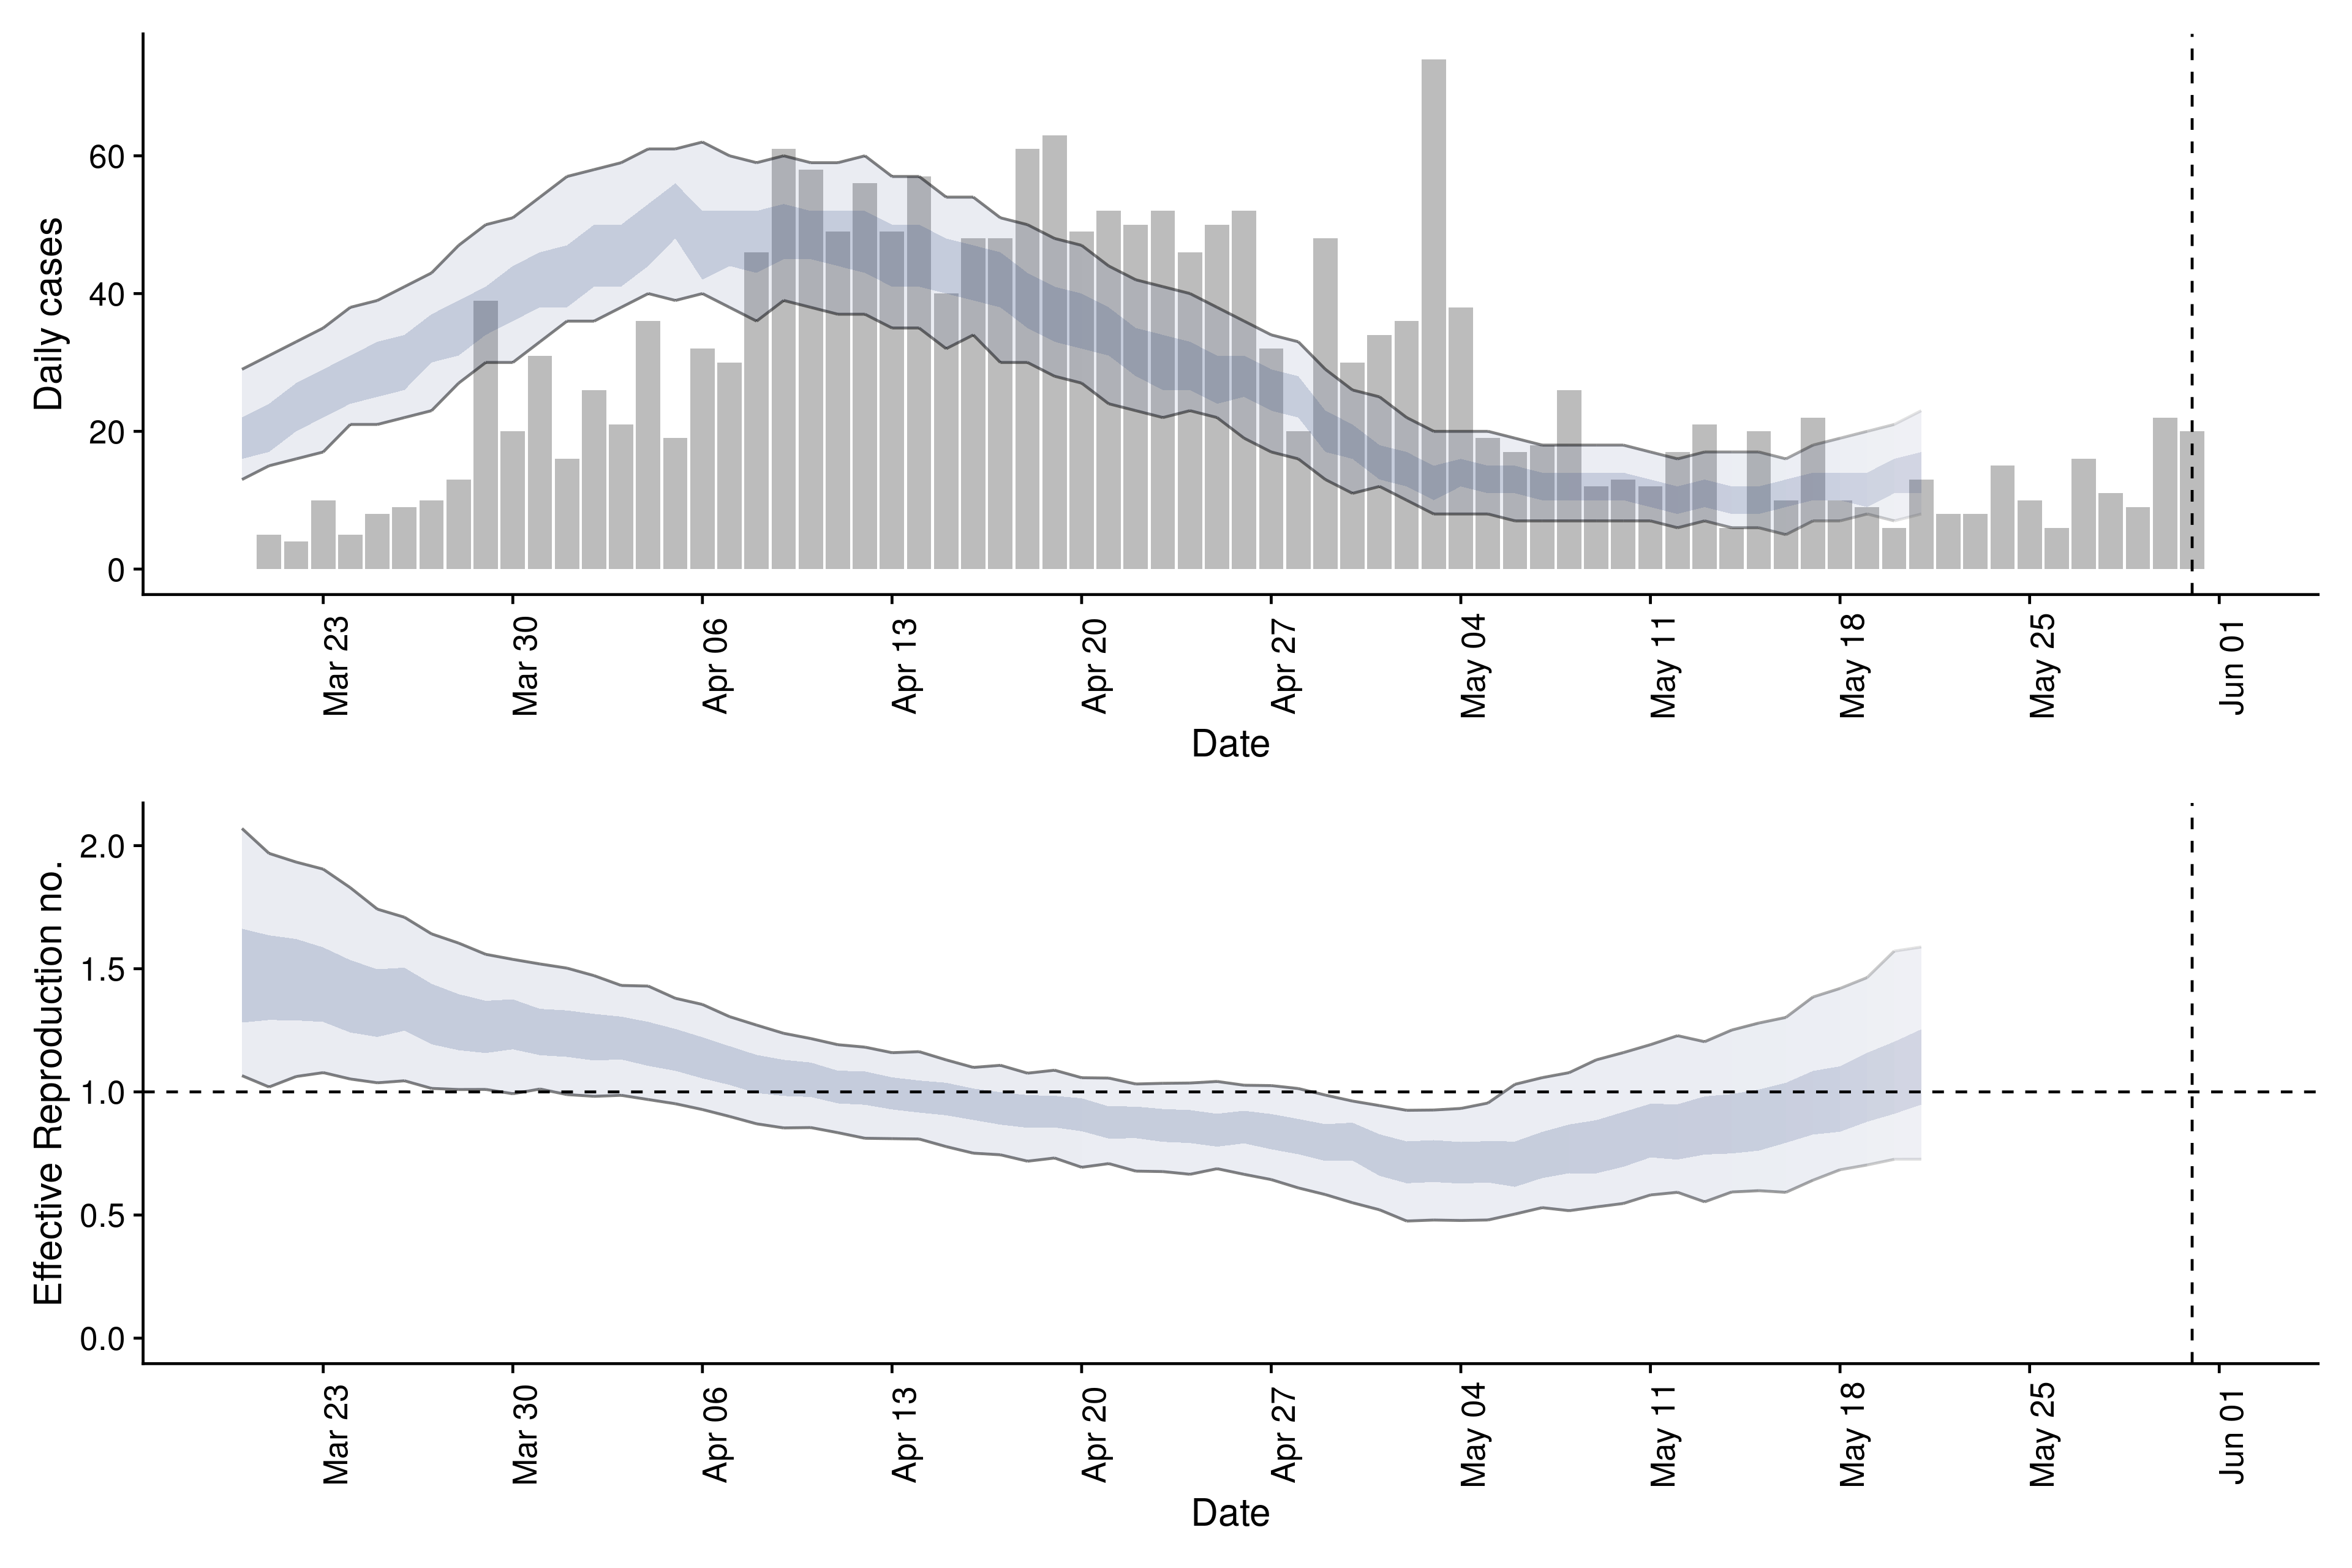 Daily cases
60
40
20
0
Mar 23
Mar 30
Apr 06
Apr 13
Apr 20
Apr 27
May 04
May 11
May 18
May 25
Jun 01
Date
Effective Reproduction no.
2.0
1.5
1.0
0.5
0.0
Mar 23
Mar 30
Apr 06
Apr 13
Apr 20
Apr 27
May 04
May 11
May 18
May 25
Jun 01
Date